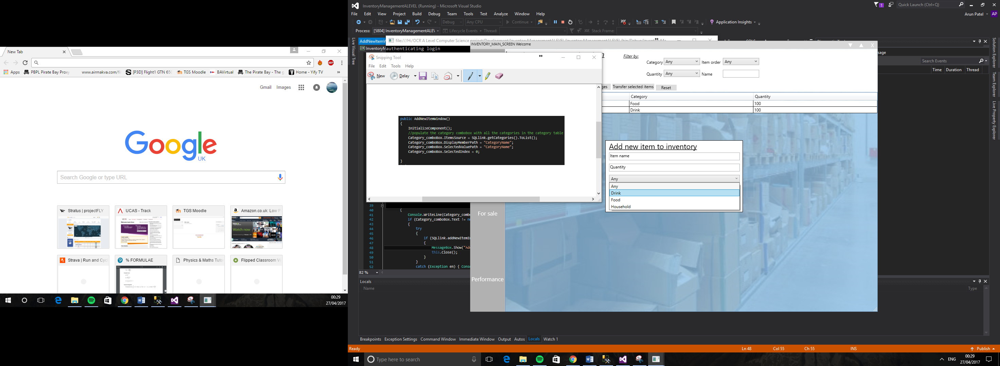 New Tab
Apps
PBPL Pirate Bay Proxy
www.airmakva.com/fil
[P3D] Flight1 GTN 650
TGS Moodle
BAVirtual
The Pirate Bay - The g
Home - Yify TV
»
Gmail
Images
Google
UK
Search Google or type URL
Stratus | projectFLY
UCAS - Track
TGS Moodle
Amazon.co.uk: Low F
Watch now
Strava | Run and Cyc
% FORMULAE
Physics & Maths Tuto
Flipped Classroom V
00:29
27/04/2017
InventoryManagementALEVEL (Running) - Microsoft Visual Studio
1
Quick Launch (Ctrl+Q)
File Edit View Project Build Debug Team Tools Test Analyze Window Help
Arun Patel
AP
Debug
Any CPU
Continue
Application Insights
Process:
[5804] InventoryManagementALEV
Lifecycle Events
Thread:
Stack Frame:
Live Visual Tree
AddNewItemW
InventoryM
file:///H:/OCR A Level Computer Science
authenticating login
INVENTORY_MAIN_SCREEN Welcome
X
Snipping Tool
File Edit Tools Help
New
Delay
public AddNewItemWindow()
{
InitializeComponent();
//populate the category combobox with all the categories in the category table
Category_comboBox.ItemsSource = SQLlink.getCategories().ToList();
Category_comboBox.DisplayMemberPath = "CategoryName";
Category_comboBox.SelectedValuePath = "CategoryName";
Category_comboBox.SelectedIndex = 0;
}
Filter by:
Category
Any
Item order
Any
Quantity
Any
Name
ges
Transfer selected items
Reset
Category
Quantity
Food
100
Drink
100
Add new item to inventory
Item name
Quantity
Any
Any
Drink
Food
Household
For sale
Performance
39
40 {
41 Console.WriteLine(Category_combo
42 if (Category_comboBox.Text != nu
43 {
44 try
45 {
46 if (SQLlink.addNewItemIn
47 {
48 MessageBox.Show("Add
49 this.Close();
50 }
51 }
52 catch (Exception en) { Conso
82 %
Locals
Name
Type
ssage
Search Events
Time
Duration
Thread
Solution Explorer
Team Explorer
Live Property Explorer
Breakpoints
Exception Settings
Command Window
Immediate Window
Output
Autos
Locals
Watch 1
Ready
Ln 48
Col 55
Ch 55
INS
Publish
Type here to search
ENG
00:29
27/04/2017